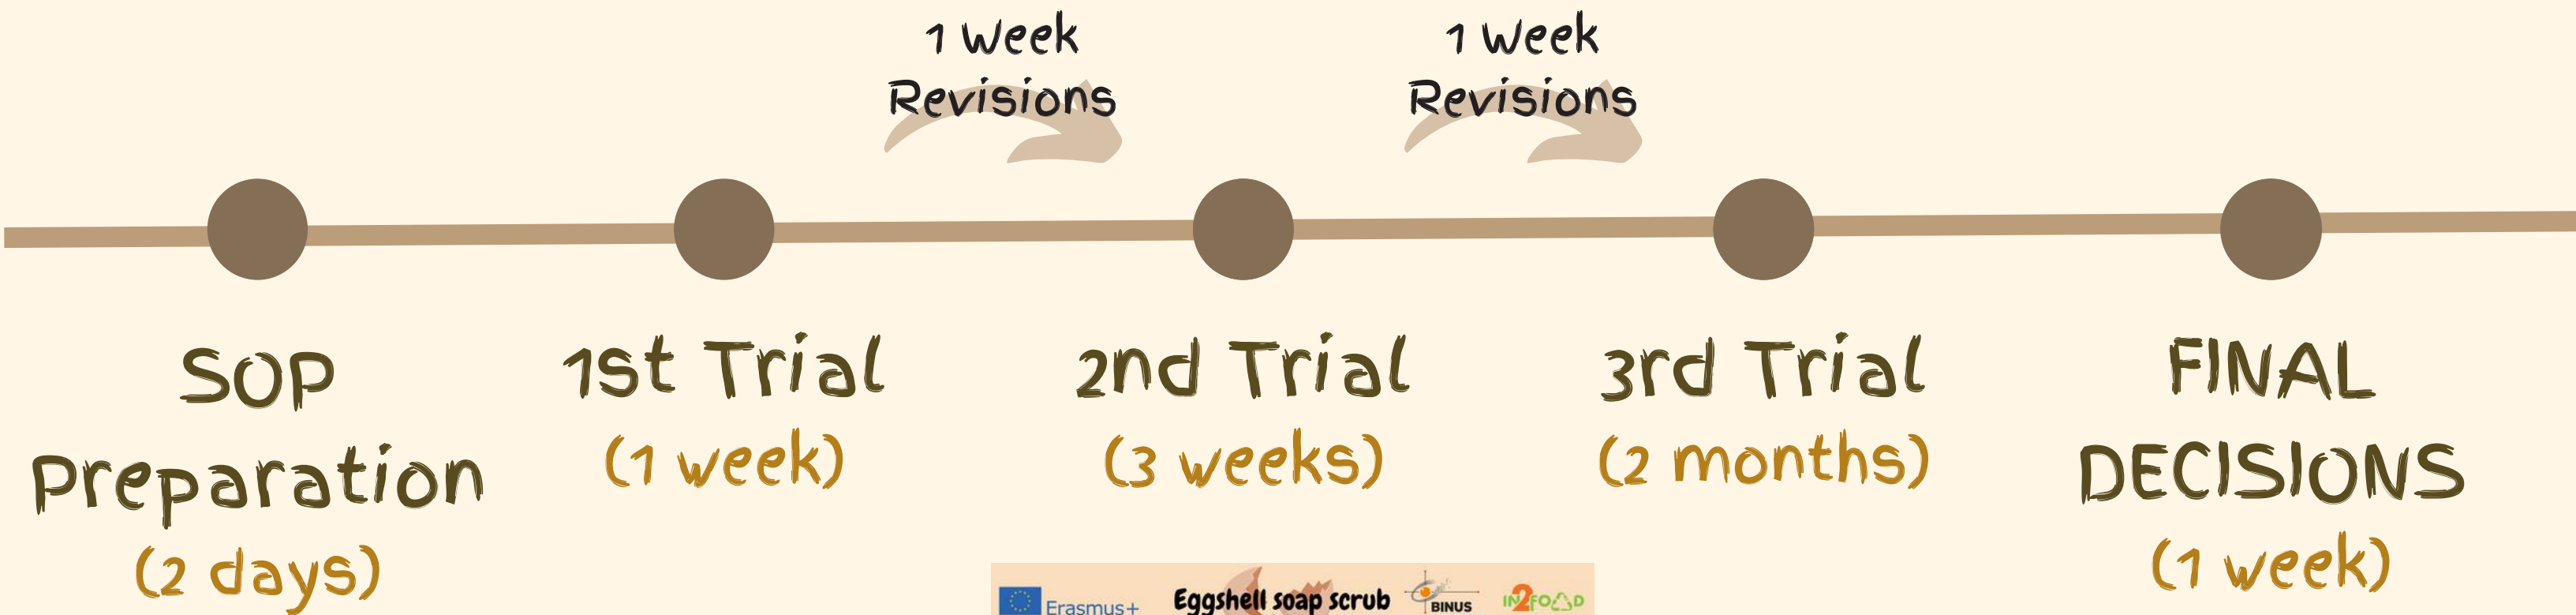 1 Week
Revisions
1 Week
Revisions
SOP
Preparation
(2 days)
1st Trial
(1 week)
2nd Trial
(3 weeks)
3rd Trial
(2 months)
FINAL
DECISIONS
(1 week)
Erasmus+
Eggshell soap scrub
BINUS
IN2FOOD